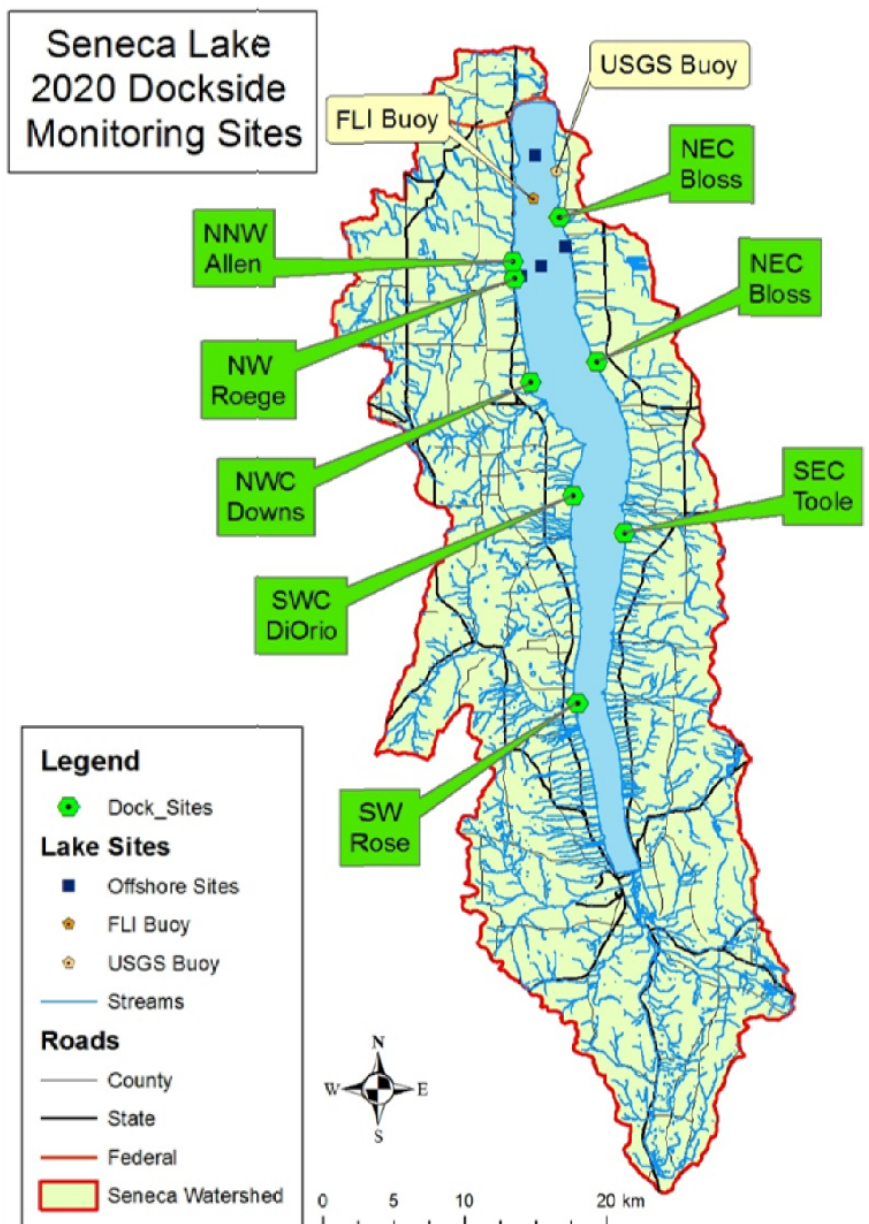 Seneca Lake
2020 Dockside
Monitoring Sites
USGS Buoy
FLI Buoy
NEC
Bloss
NNW
Allen
NEC
Bloss
NW
Roege
NWC
Downs
SEC
Toole
SWC
DiOrio
SW
Rose
Legend
Dock_Sites
Lake Sites
Offshore Sites
FLI Buoy
USGS Buoy
Streams
Roads
County
State
Federal
Seneca Watershed
N
W E
S
0 5 10 20 km